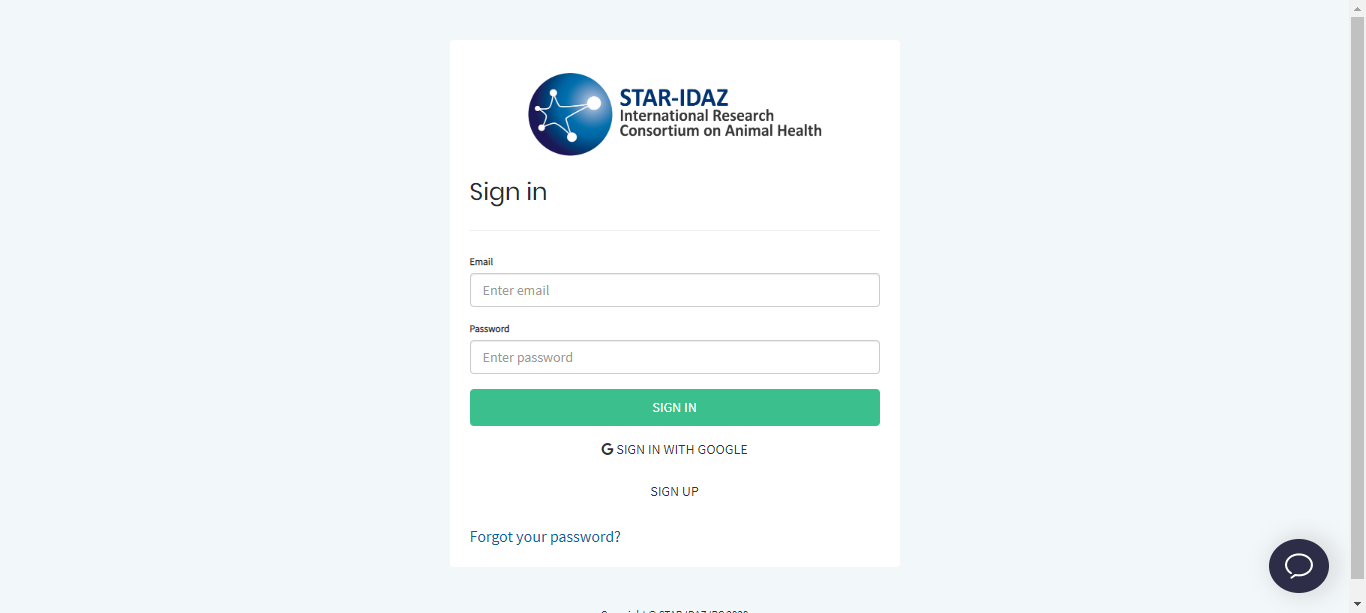 STAR-IDAZ
International Research
Consortium on Animal Health
Sign in
Email
Enter email
Password
Enter password
SIGN IN
SIGN IN WITH GOOGLE
SIGN UP
Forgot your password?